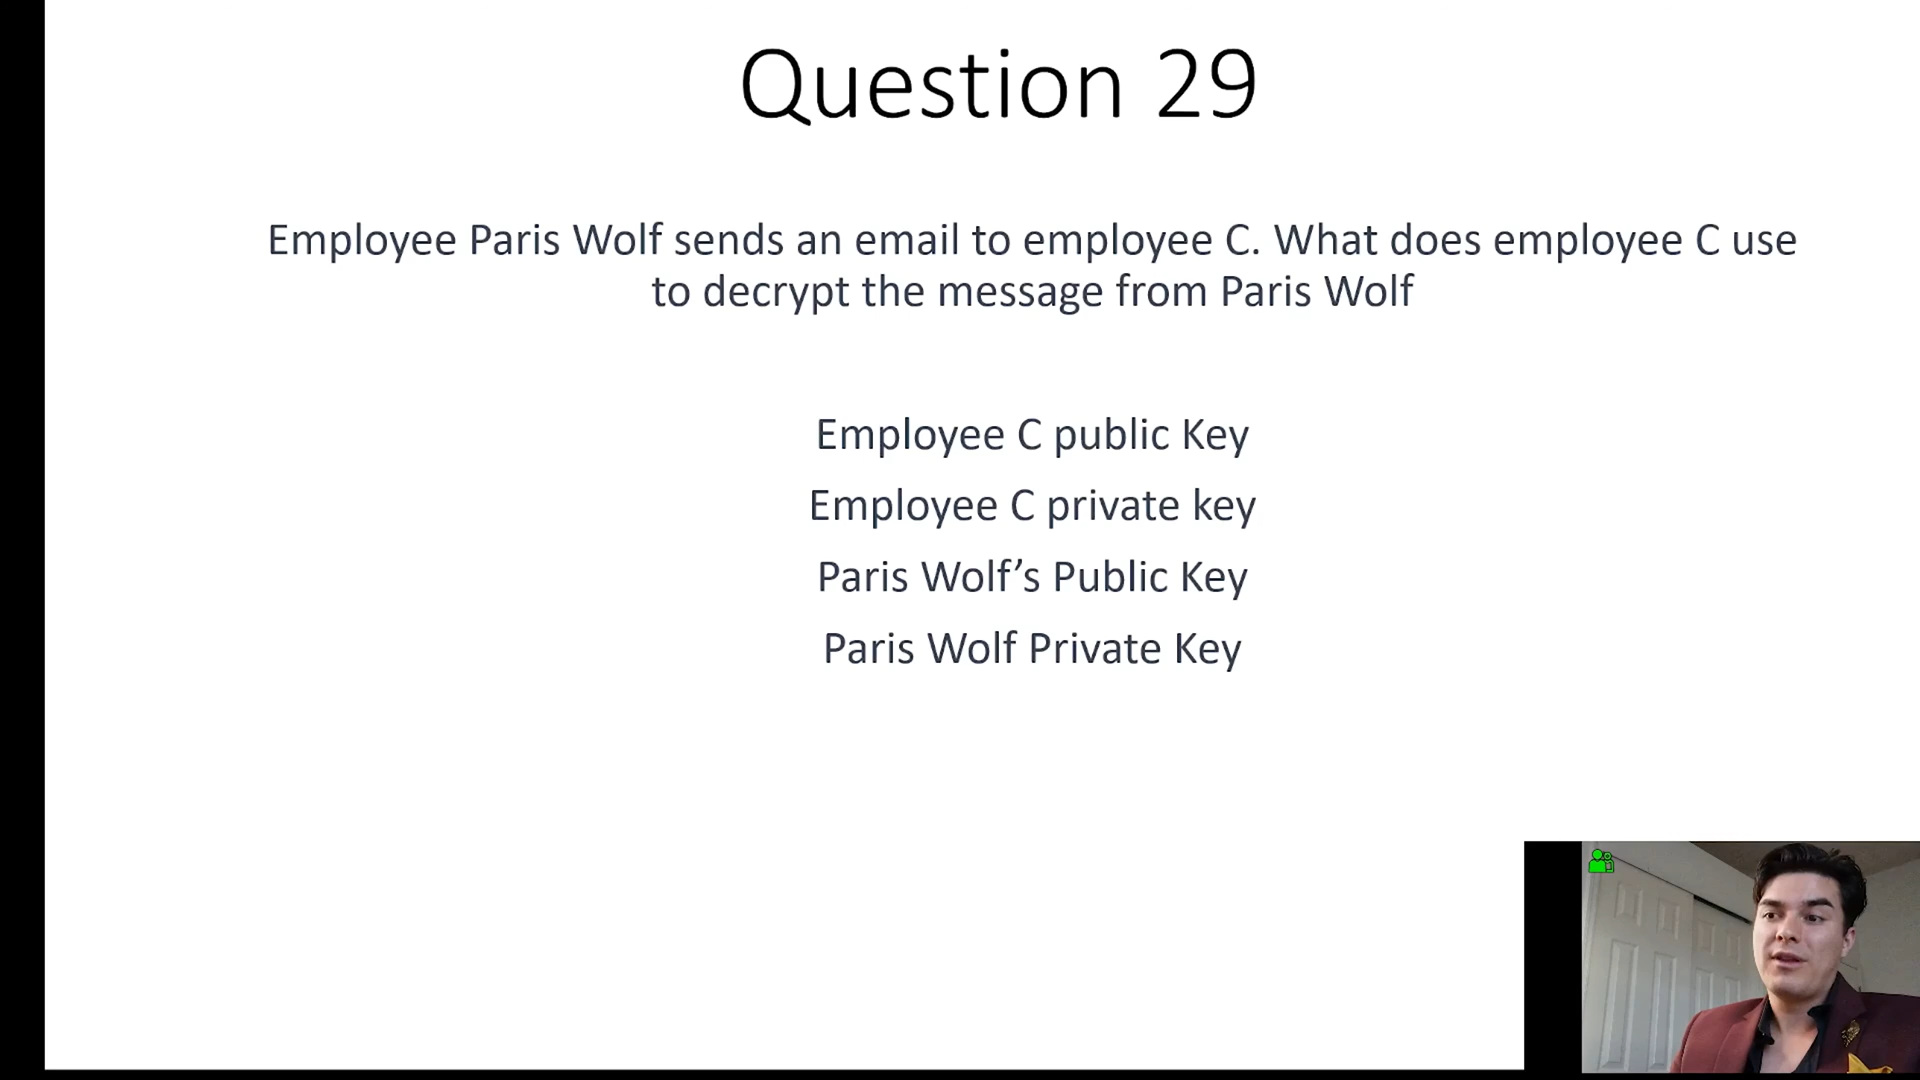 Question 29
Employee Paris Wolf sends an email to employee C. What does employee C use
to decrypt the message from Paris Wolf
Employee C public Key
Employee C private key
Paris Wolf’s Public Key
Paris Wolf Private Key